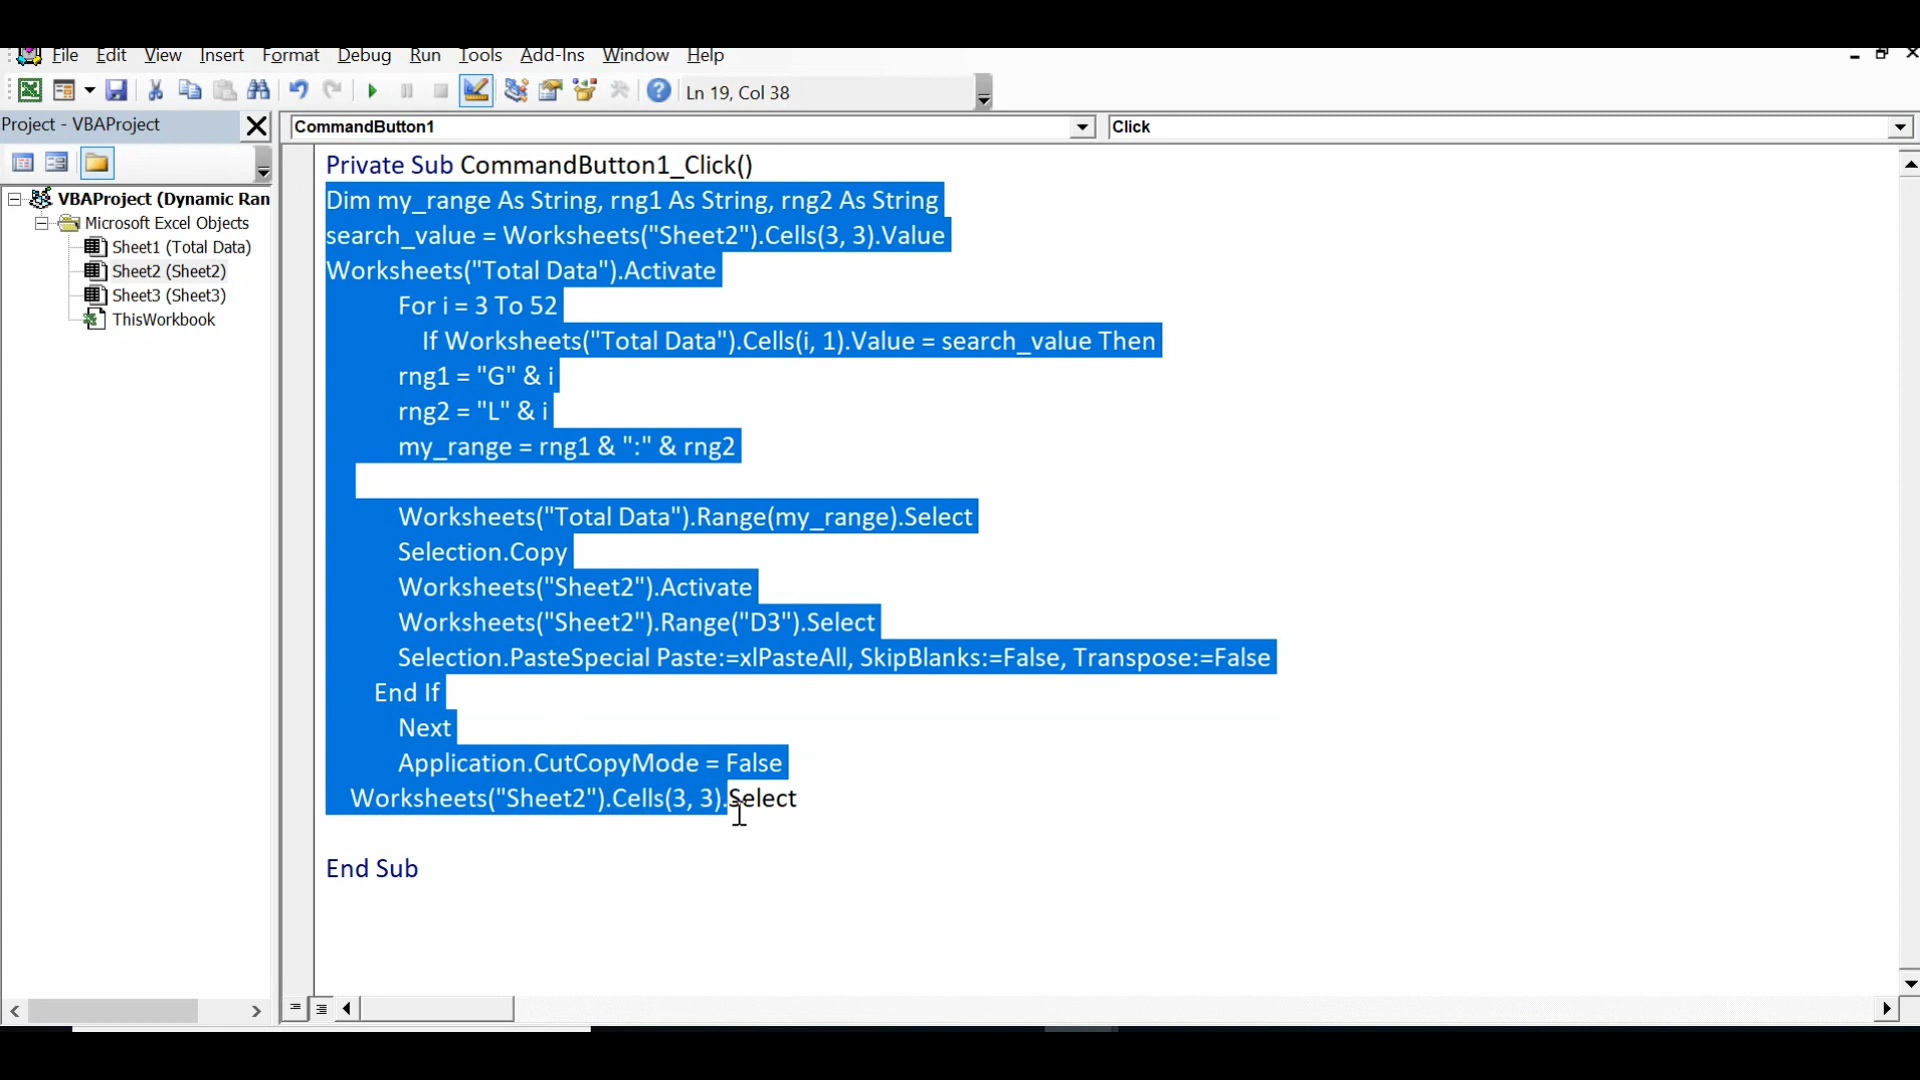 File Edit View Insert Format Debug Run Tools Add-Ins Window Help
Ln 19, Col 38
Project - VBAProject
CommandButton1
Click
VBAProject (Dynamic Ran
Microsoft Excel Objects
Sheet1 (Total Data)
Sheet2 (Sheet2)
Sheet3 (Sheet3)
ThisWorkbook
Private Sub CommandButton1_Click()
Dim my_range As String, rng1 As String, rng2 As String
search_value = Worksheets("Sheet2").Cells(3, 3).Value
Worksheets("Total Data").Activate
For i = 3 To 52
If Worksheets("Total Data").Cells(i, 1).Value = search_value Then
rng1 = "G" & i
rng2 = "L" & i
my_range = rng1 & ":" & rng2
Worksheets("Total Data").Range(my_range).Select
Selection.Copy
Worksheets("Sheet2").Activate
Worksheets("Sheet2").Range("D3").Select
Selection.PasteSpecial Paste:=xlPasteAll, SkipBlanks:=False, Transpose:=False
End If
Next
Application.CutCopyMode = False
Worksheets("Sheet2").Cells(3, 3).Select
End Sub